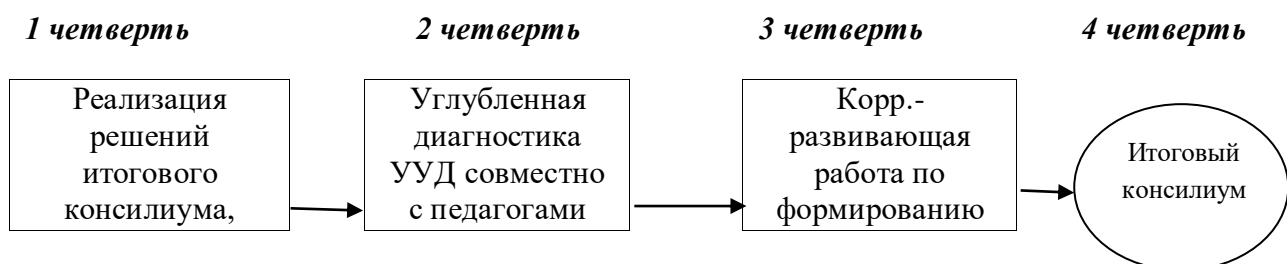 1 четверть 2 четверть 3 четверть 4 четверть
Реализация
решений
итогового
консилиума,
Углубленная
диагностика
УУД совместно
с педагогами
Корр.-
развивающая
работа по
формированию
Итоговый
консилиум